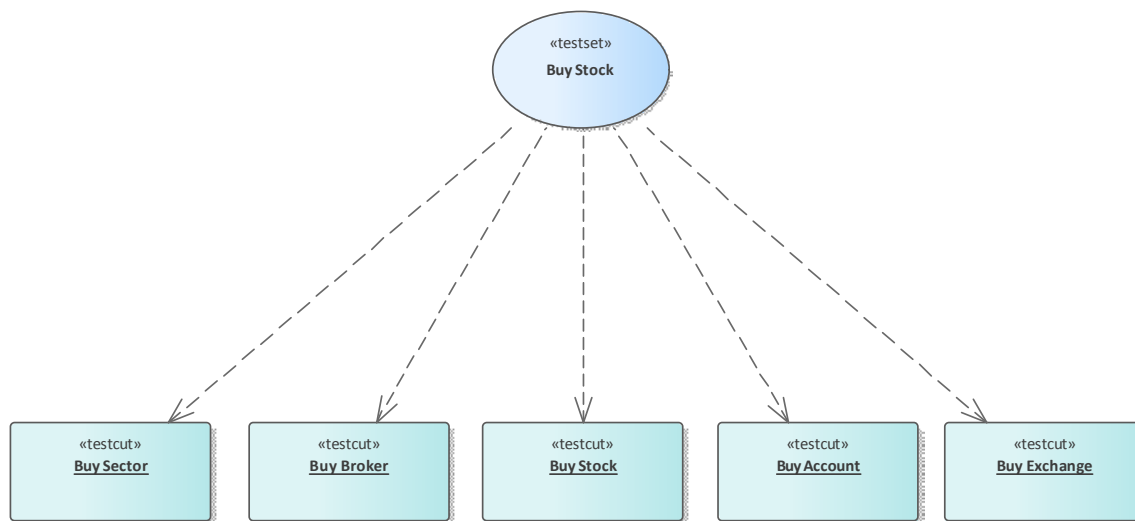 «testset»
Buy Stock
«testcut»
Buy Sector
«testcut»
Buy Broker
«testcut»
Buy Stock
«testcut»
Buy Account
«testcut»
Buy Exchange